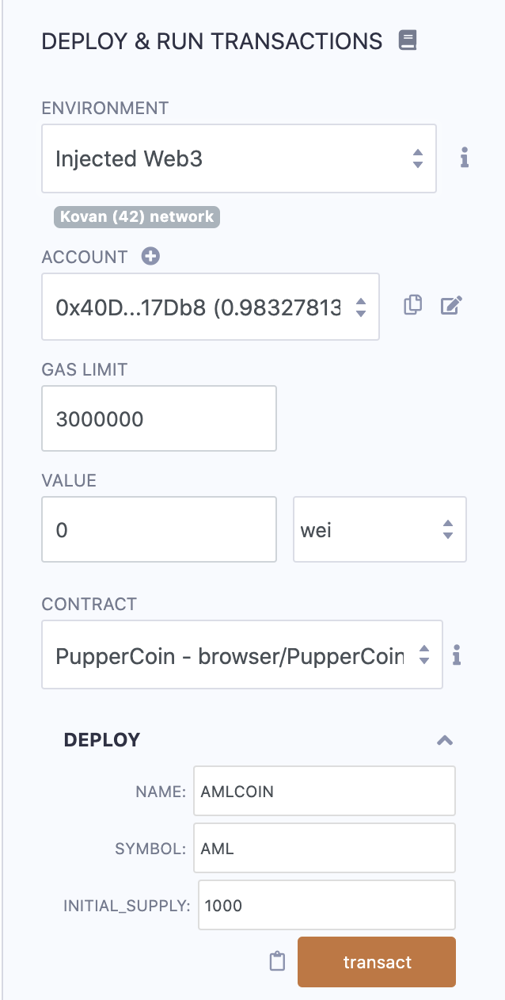 DEPLOY & RUN TRANSACTIONS
ENVIRONMENT
Injected Web3
Kovan (42) network
ACCOUNT
0x40D...17Db8 (0.98327813
GAS LIMIT
3000000
VALUE
0 wei
CONTRACT
PupperCoin - browser/PupperCoin
DEPLOY
NAME: AMLCOIN
SYMBOL: AML
INITIAL_SUPPLY: 1000
transact